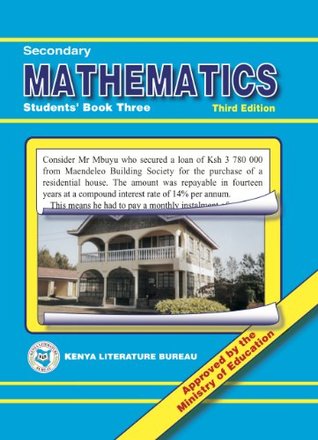 Secondary
MATHEMATICS
Students' Book Three
Third Edition
Consider Mr Mbuyu who secured a loan of Ksh 3 780 000
from Maendeleo Building Society for the purchase of a
residential house. The amount was repayable in fourteen
years at a compound interest rate of 14% per annum.
This means he had to pay a monthly instalment of
KENYA LITERATURE BUREAU
Approved by the
Ministry of Education